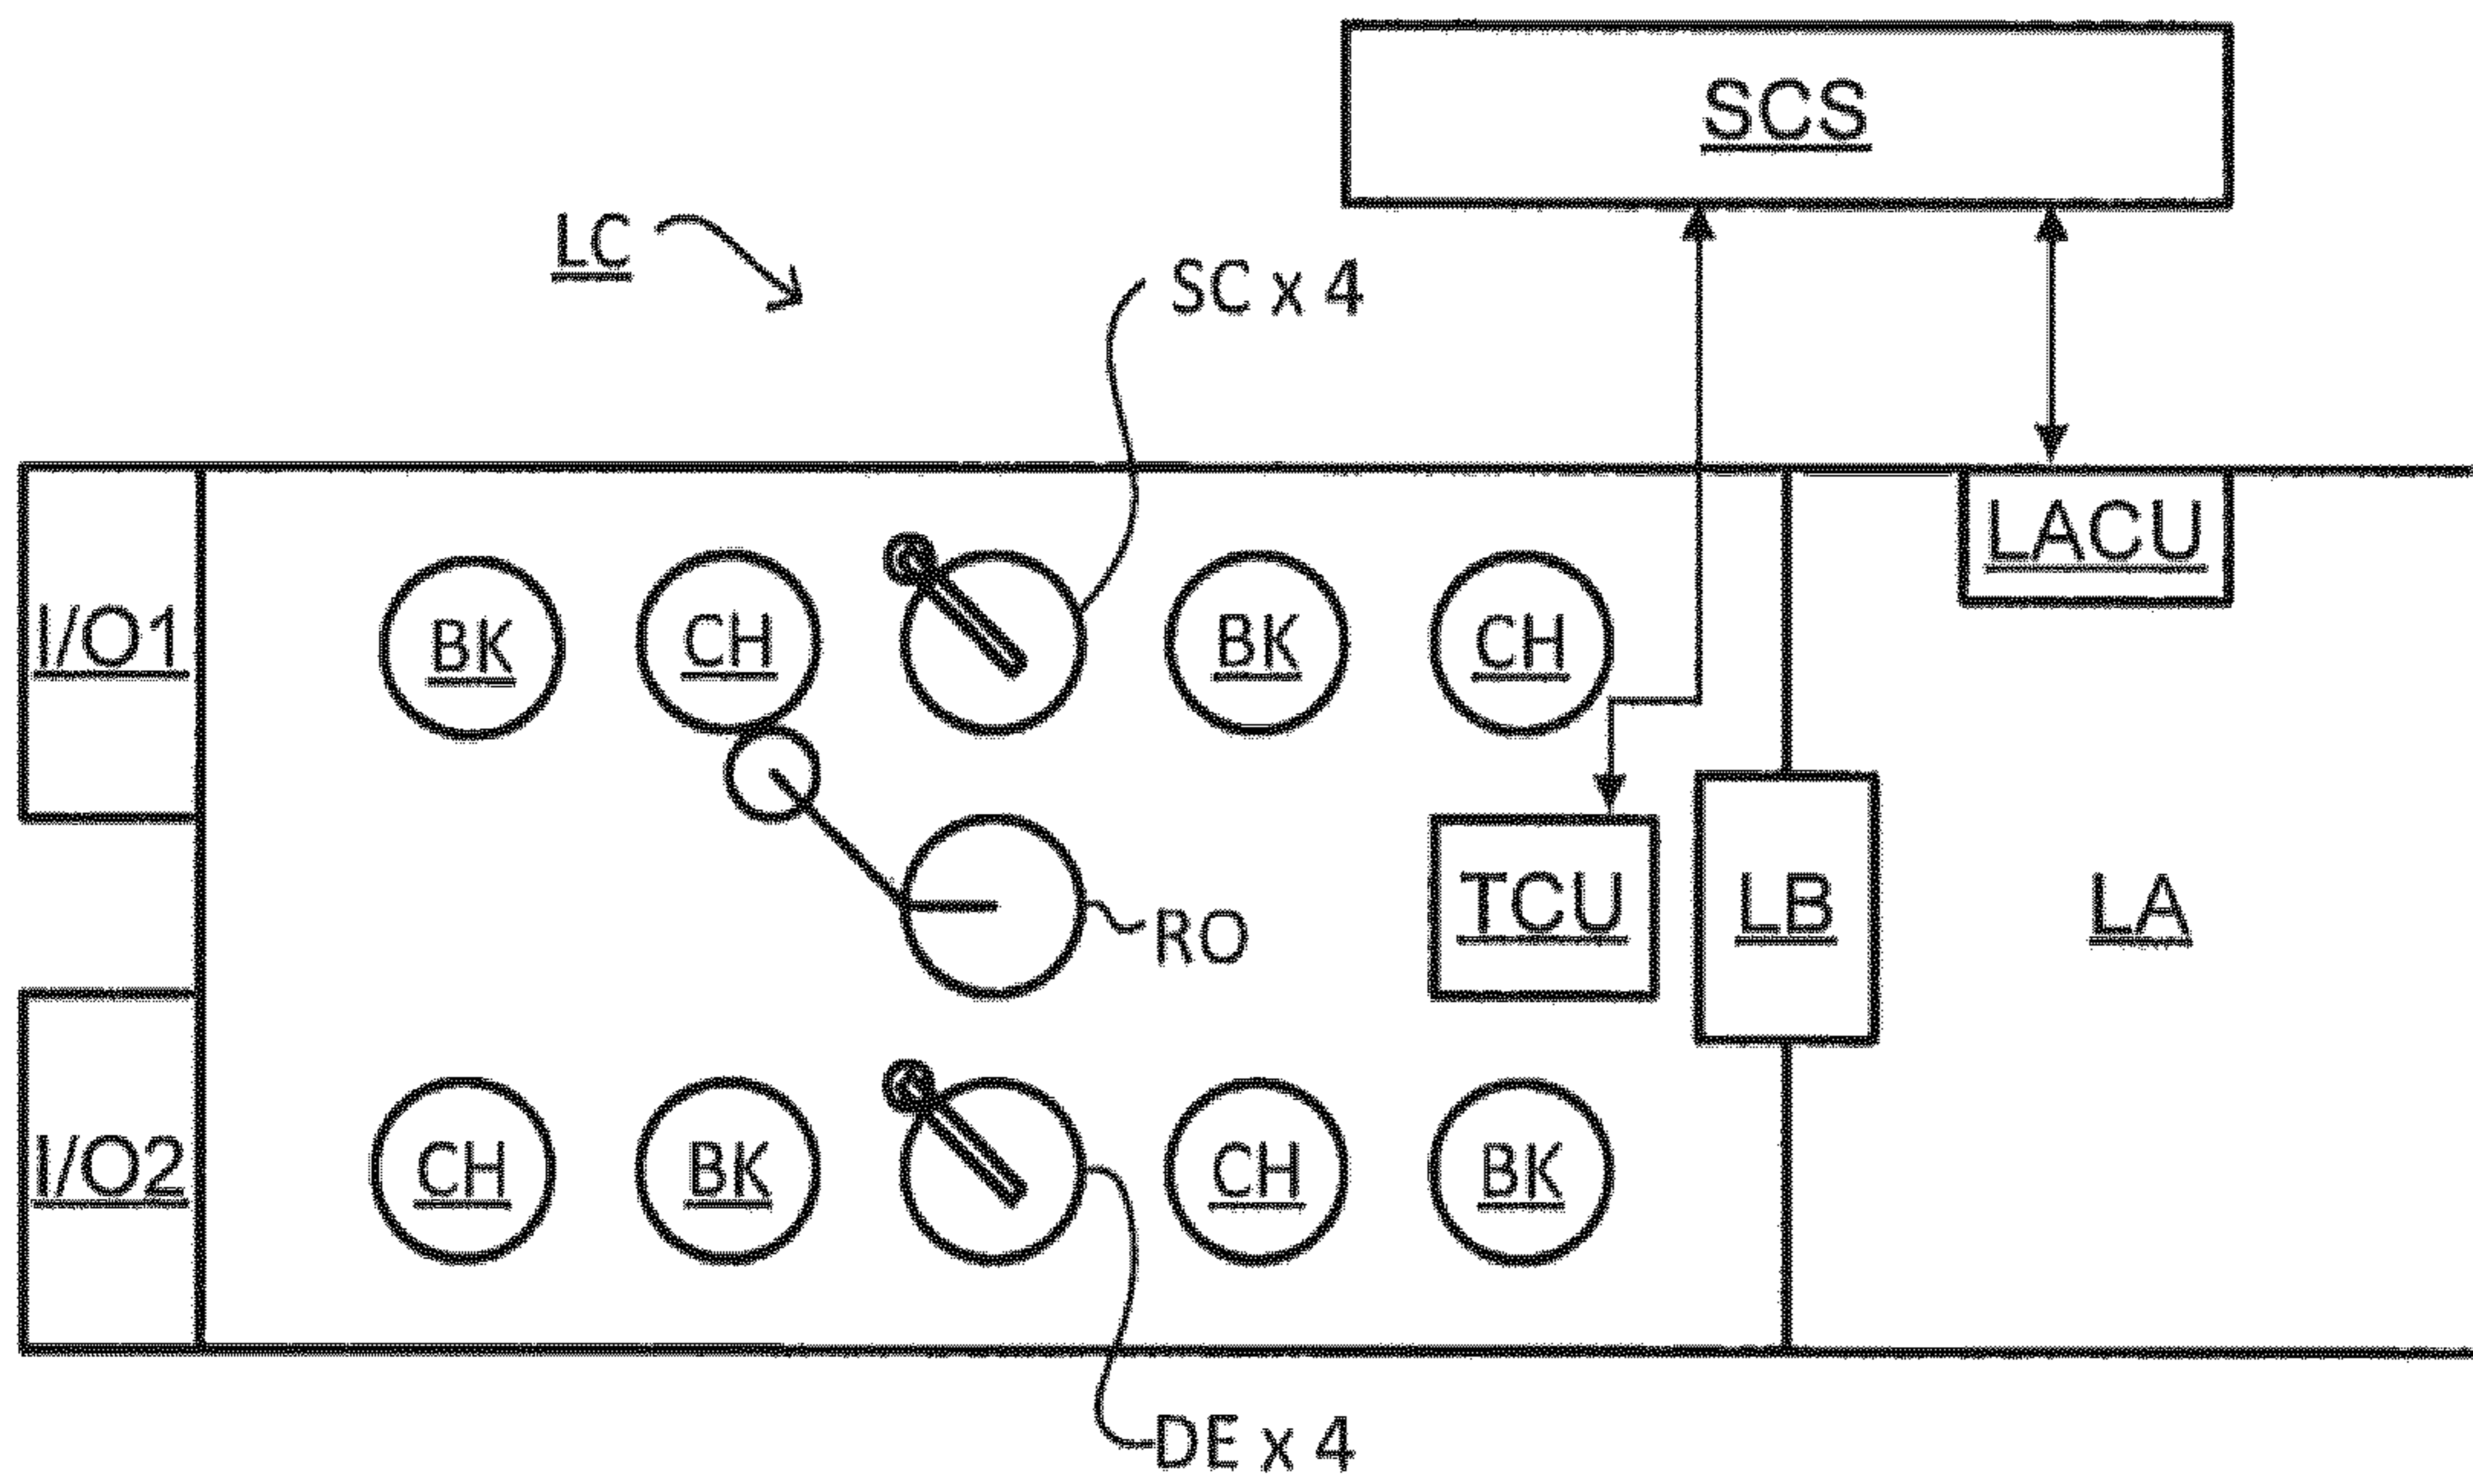 SCS
LC
SC x 4
LACU
I/O1
BK
CH
BK
CH
RO
TCU
LB
LA
I/O2
CH
BK
CH
BK
DE x 4